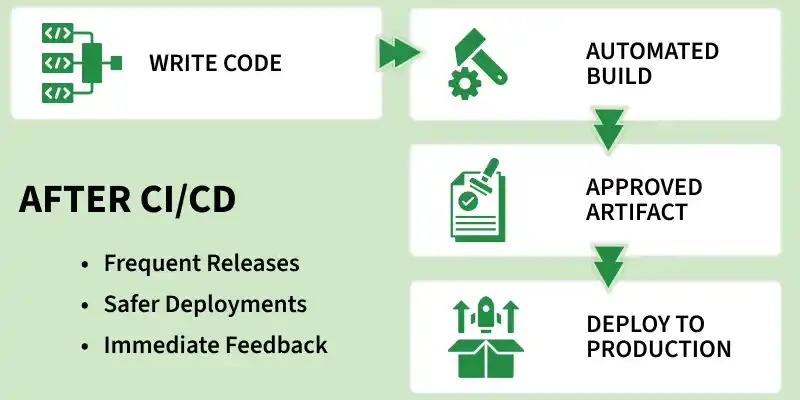 WRITE CODE
AUTOMATED
BUILD
APPROVED
ARTIFACT
DEPLOY TO
PRODUCTION
AFTER CI/CD
• Frequent Releases
• Safer Deployments
• Immediate Feedback